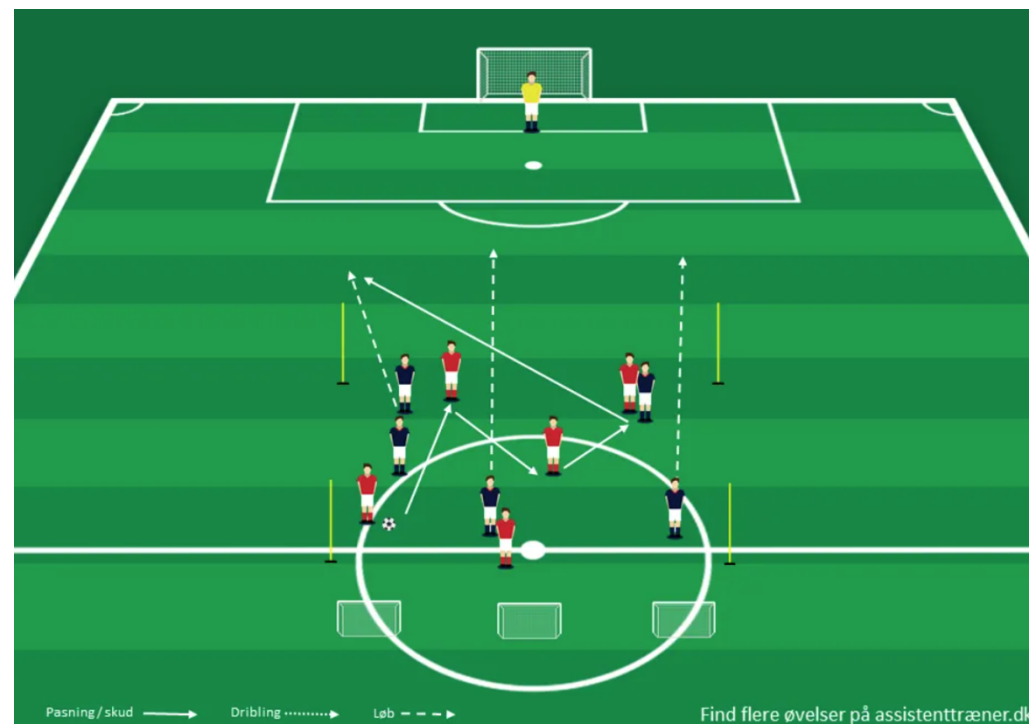 Pasning/skud
Dribling
Løb
Find flere øvelser på assistenttræner.dk